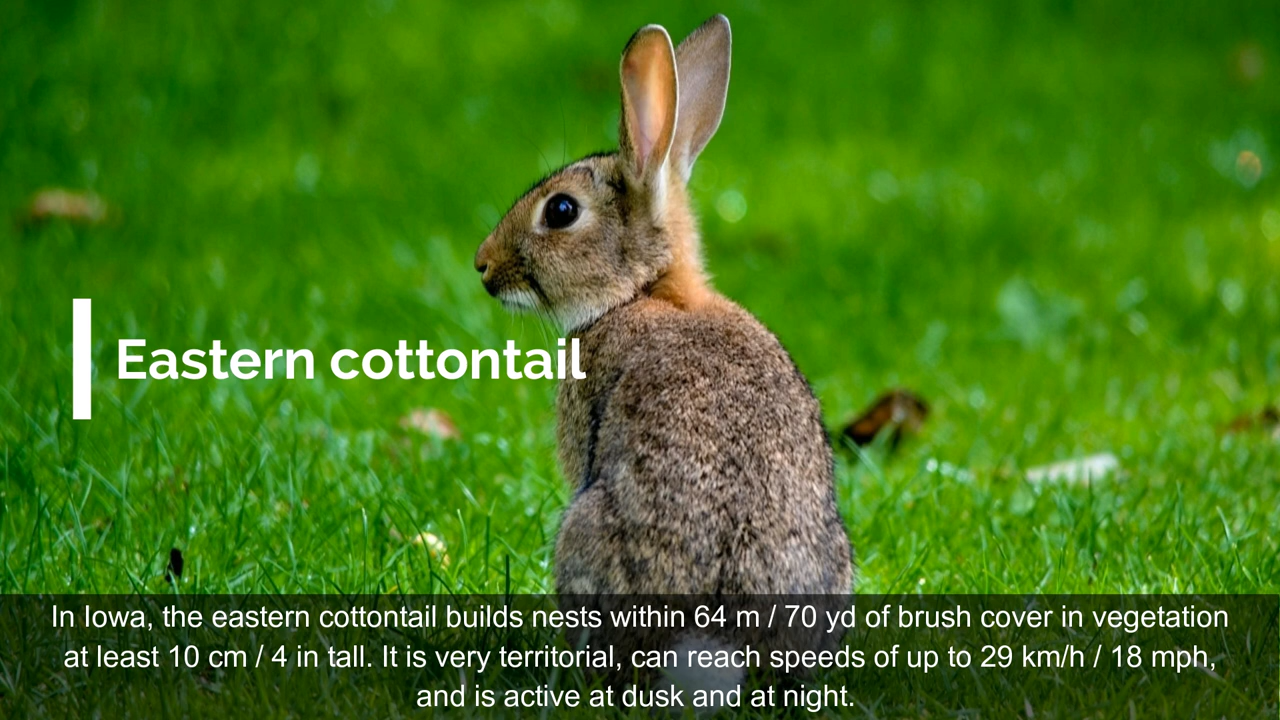 Eastern cottontail
In Iowa, the eastern cottontail builds nests within 64 m / 70 yd of brush cover in vegetation
at least 10 cm / 4 in tall. It is very territorial, can reach speeds of up to 29 km/h / 18 mph,
and is active at dusk and at night.